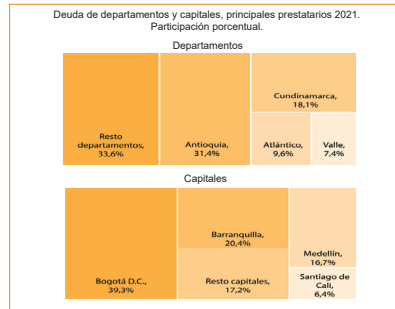 Deuda de departamentos y capitales, principales prestatarios 2021.
Participación porcentual.
Departamentos
Resto
departamentos,
33,6%
Antioquia,
31,4%
Cundinamarca,
18,1%
Atlántico,
9,6%
Valle,
7,4%
Capitales
Bogotá D.C.,
39,3%
Barranquilla,
20,4%
Resto capitales,
17,2%
Medellín,
16,7%
Santiago de
Cali,
6,4%